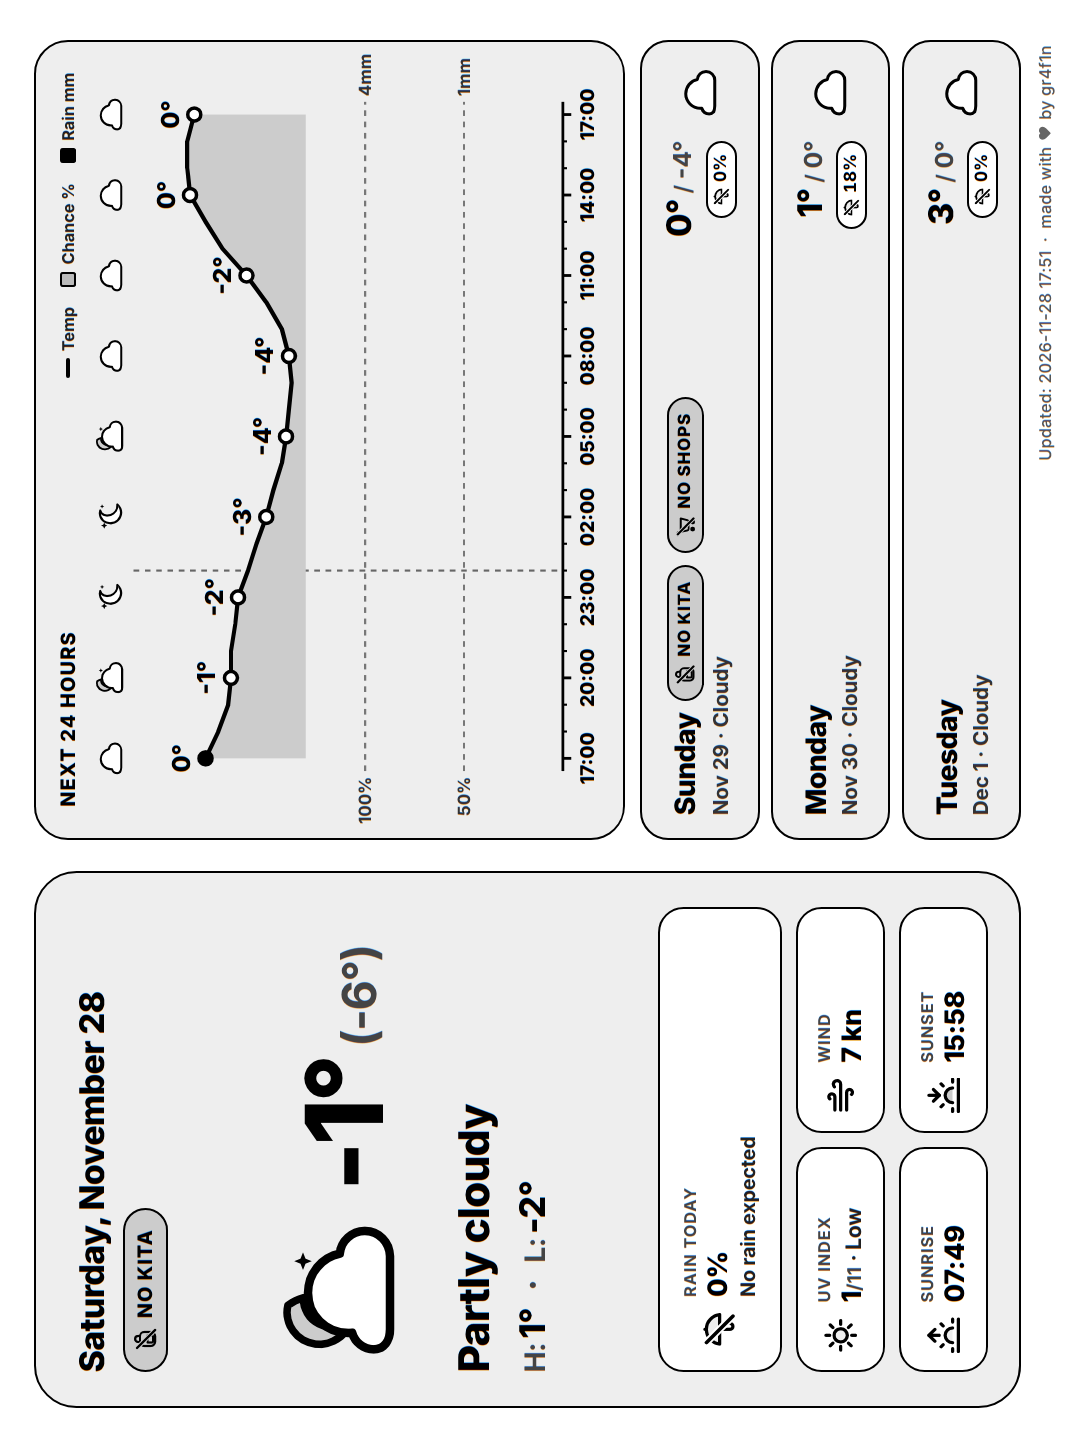 Saturday, November 28
NO KITA
-1° (-6°)
Partly cloudy
H: 1° · L: -2°
RAIN TODAY
0%
No rain expected
UV INDEX
1/11 · Low
WIND
7 kn
SUNRISE
07:49
SUNSET
15:58
NEXT 24 HOURS
Temp Chance % Rain mm
0° -1° -2° -3° -4° -4° -2° 0° 0°
100% 4mm
50% 1mm
17:00 20:00 23:00 02:00 05:00 08:00 11:00 14:00 17:00
Sunday NO KITA NO SHOPS
Nov 29 · Cloudy
0° / -4°
0%
Monday
Nov 30 · Cloudy
1° / 0°
18%
Tuesday
Dec 1 · Cloudy
3° / 0°
0%
Updated: 2026-11-28 17:51 · made with ♥ by gr4f1n